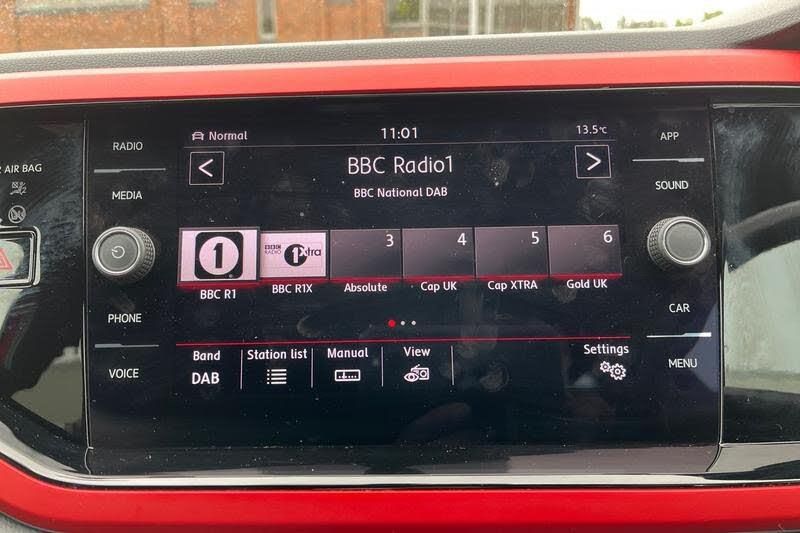 RADIO
MEDIA
PHONE
VOICE
AIR BAG
Normal
11:01
13.5°C
< BBC Radio1 >
BBC National DAB
1
BBC RADIO 1Xtra
3
4
5
6
BBC R1
BBC R1X
Absolute
Cap UK
Cap XTRA
Gold UK
Band
DAB
Station list
Manual
View
Settings
APP
SOUND
CAR
MENU